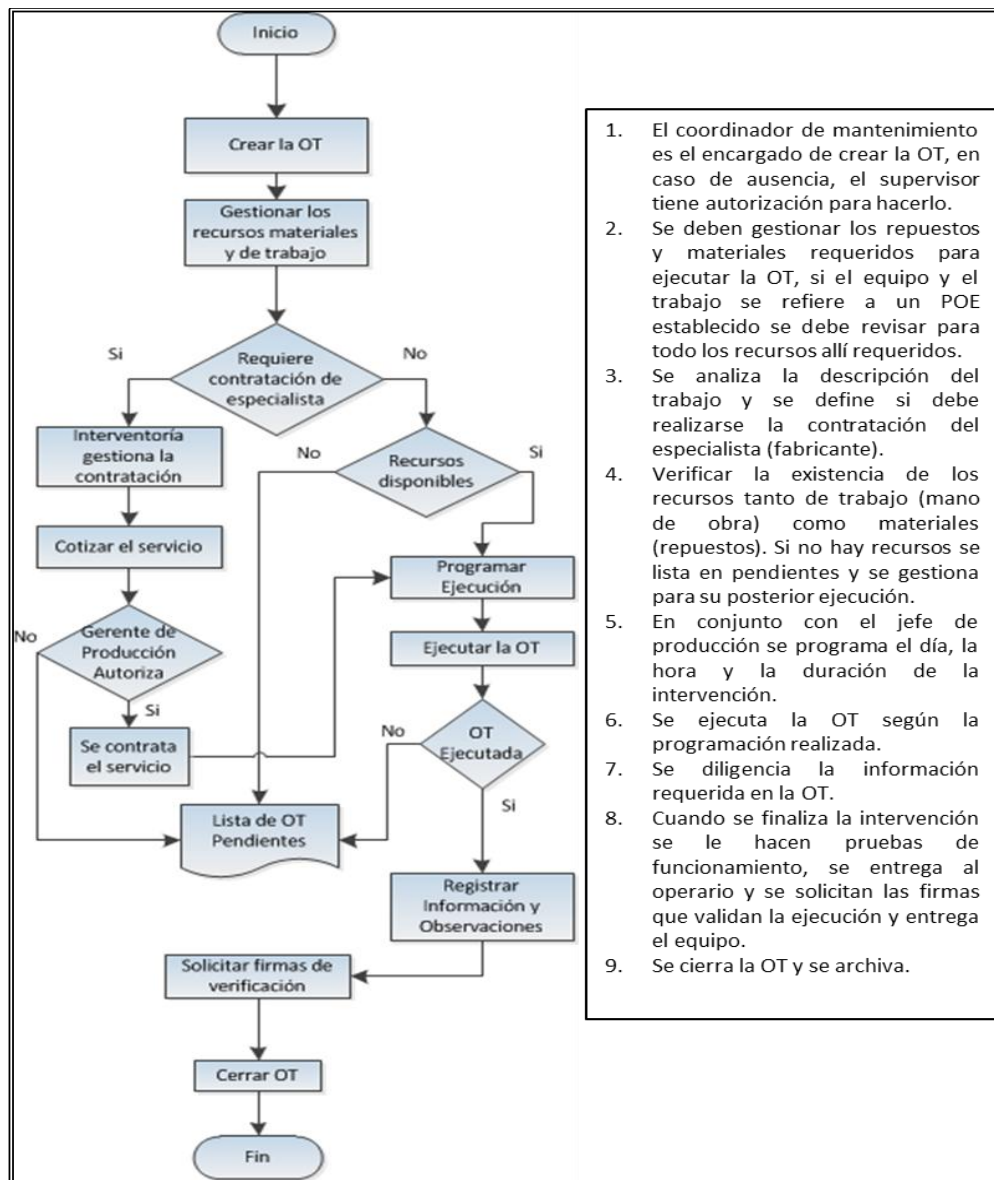 Inicio
Crear la OT
Gestionar los
recursos materiales
y de trabajo
Si
No
Requiere
contratación de
especialista
Interventoría
gestiona la
contratación
No
Si
Recursos
disponibles
Cotizar el servicio
Programar
Ejecución
No
Gerente de
Producción
Autoriza
Ejecutar la OT
Si
Se contrata
el servicio
No
OT
Ejecutada
Si
Lista de OT
Pendientes
Registrar
Información y
Observaciones
Solicitar firmas de
verificación
Cerrar OT
Fin
1. El coordinador de mantenimiento
es el encargado de crear la OT, en
caso de ausencia, el supervisor
tiene autorización para hacerlo.
2. Se deben gestionar los repuestos
y materiales requeridos para
ejecutar la OT, si el equipo y el
trabajo se refiere a un POE
establecido se debe revisar para
todo los recursos allí requeridos.
3. Se analiza la descripción del
trabajo y se define si debe
realizarse la contratación del
especialista (fabricante).
4. Verificar la existencia de los
recursos tanto de trabajo (mano
de obra) como materiales
(repuestos). Si no hay recursos se
lista en pendientes y se gestiona
para su posterior ejecución.
5. En conjunto con el jefe de
producción se programa el día, la
hora y la duración de la
intervención.
6. Se ejecuta la OT según la
programación realizada.
7. Se diligencia la información
requerida en la OT.
8. Cuando se finaliza la intervención
se le hacen pruebas de
funcionamiento, se entrega al
operario y se solicitan las firmas
que validan la ejecución y entrega
el equipo.
9. Se cierra la OT y se archiva.